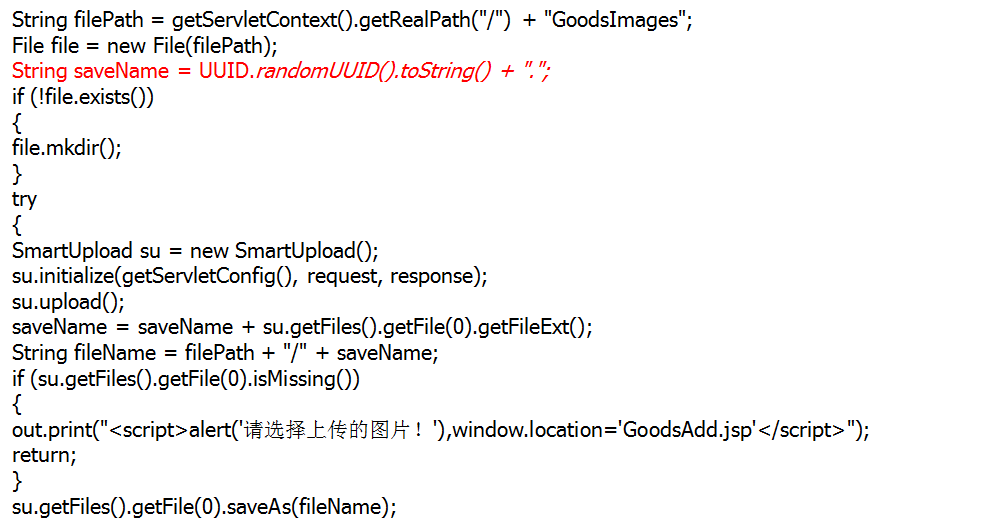 String filePath = getServletContext().getRealPath("/") + "GoodsImages";
File file = new File(filePath);
String saveName = UUID.randomUUID().toString() + ".";
if (!file.exists())
{
file.mkdir();
}
try
{
SmartUpload su = new SmartUpload();
su.initialize(getServletConfig(), request, response);
su.upload();
saveName = saveName + su.getFiles().getFile(0).getFileExt();
String fileName = filePath + "/" + saveName;
if (su.getFiles().getFile(0).isMissing())
{
out.print("<script>alert('请选择上传的图片！'),window.location='GoodsAdd.jsp'</script>");
return;
}
su.getFiles().getFile(0).saveAs(fileName);